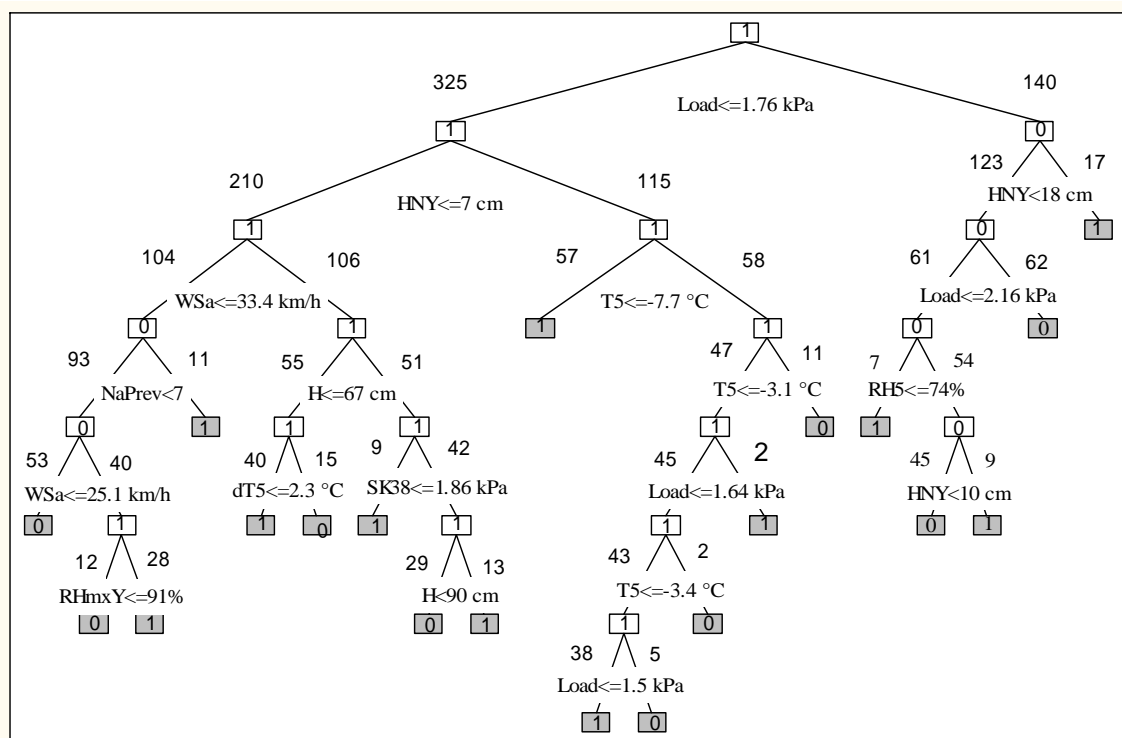 1
325 140
Load<=1.76 kPa
1 0
123 17
210 115 HNY<18 cm
HNY<=7 cm
1 1 0 1
104 106 57 58 61 62
WSa<=33.4 km/h T5<=-7.7 °C Load<=2.16 kPa
0 1 1 1 0 0
93 11 55 51 47 11 7 54
NaPrev<7 H<=67 cm T5<=-3.1 °C RH5<=74%
0 1 1 1 1 0 1 0
53 40 40 15 9 42 45 2 45 9
WSa<=25.1 km/h dT5<=2.3 °C SK38<=1.86 kPa Load<=1.64 kPa HNY<10 cm
0 1 1 0 1 1 1 1 0 1
12 28 29 13 43 2
RHmxY<=91% H<90 cm T5<=-3.4 °C
0 1 0 1 1 0
38 5
Load<=1.5 kPa
1 0